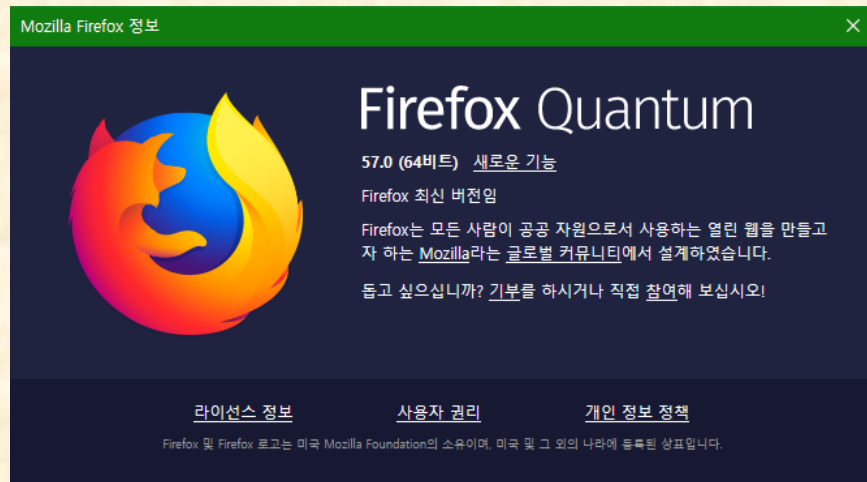 Mozilla Firefox 정보
Firefox Quantum
57.0 (64비트) 새로운 기능
Firefox 최신 버전임
Firefox는 모든 사람이 공공 자원으로서 사용하는 열린 웹을 만들고
자 하는 Mozilla라는 글로벌 커뮤니티에서 설계하였습니다.
돕고 싶으십니까? 기부를 하시거나 직접 참여해 보십시오!
라이선스 정보 사용자 권리 개인 정보 정책
Firefox 및 Firefox 로고는 미국 Mozilla Foundation의 소유이며, 미국 및 그 외의 나라에 등록된 상표입니다.